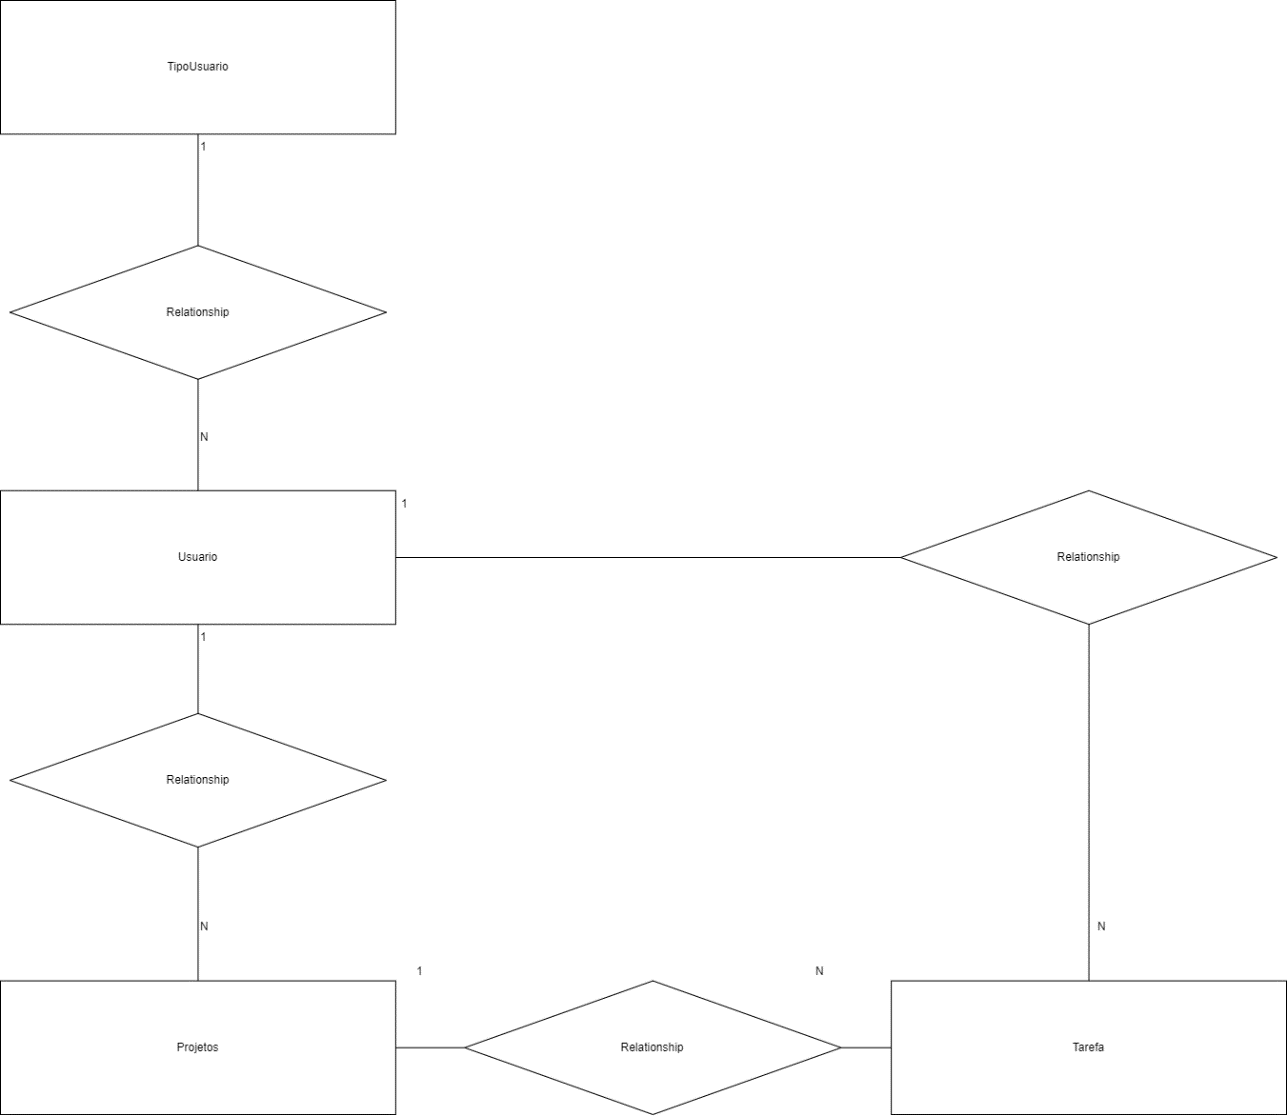 TipoUsuario
1
Relationship
N
Usuario
1
Relationship
1
Relationship
N
N
1
N
Projetos
Relationship
Tarefa